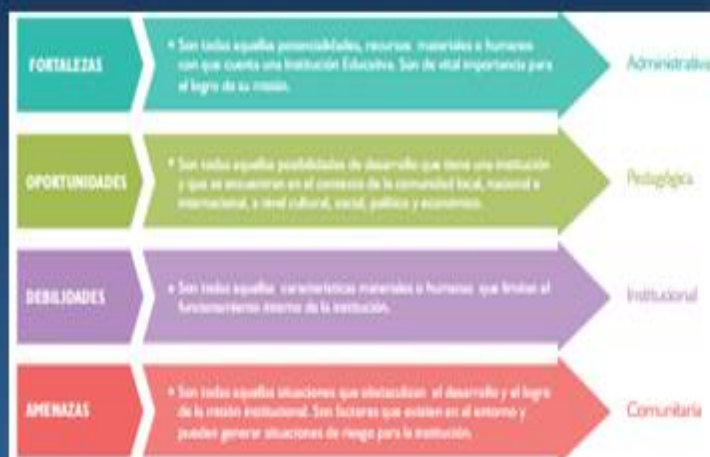 FORTALEZAS
• Son todas aquellas potencialidades, recursos materiales o humanos
con que cuenta una Institución Educativa. Son de vital importancia para
el logro de su misión.
Administrativa
OPORTUNIDADES
• Son todas aquellas posibilidades de desarrollo que tiene una institución
y que se encuentran en el contexto de la comunidad local, nacional e
internacional, a nivel cultural, social, político y económico.
Pedagógica
DEBILIDADES
• Son todas aquellas características materiales o humanas que limitan el
funcionamiento interno de la institución.
Institucional
AMENAZAS
• Son todas aquellas situaciones que obstaculizan el desarrollo y el logro
de la misión institucional. Son factores que existen en el entorno y
pueden generar situaciones de riesgo para la institución.
Comunitaria